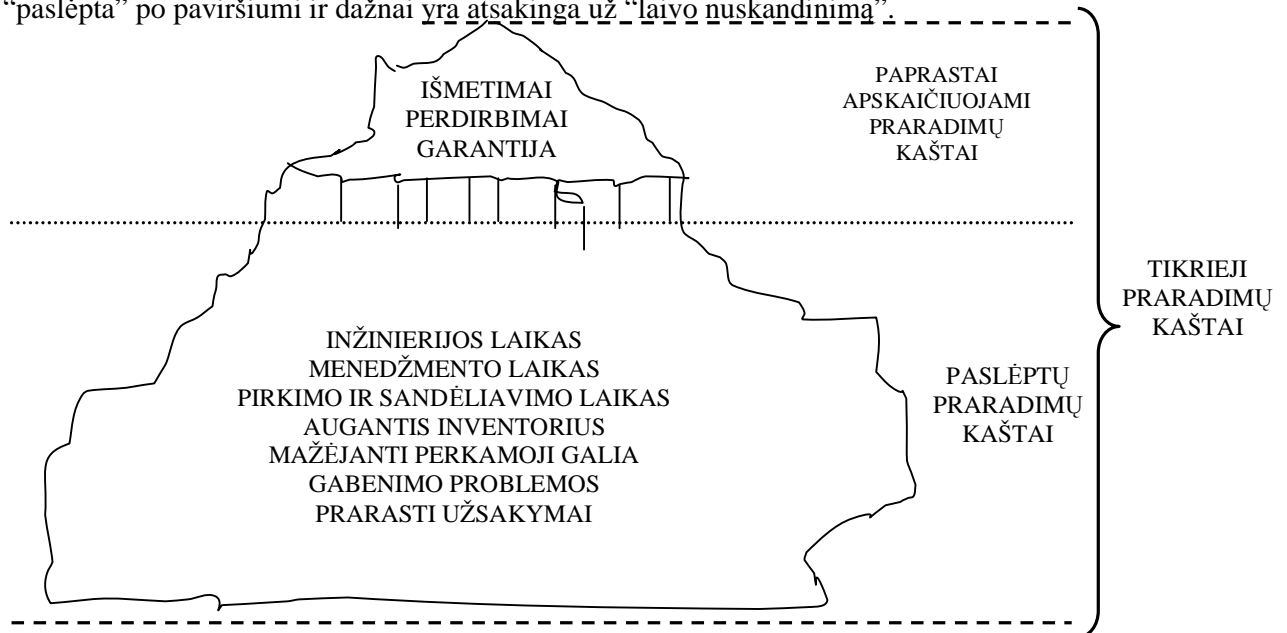 “paslėpta” po paviršiumi ir dažnai yra atsakinga už “laivo nuskandinimą”.
IŠMETIMAI
PERDIRBIMAI
GARANTIJA
PAPRASTAI
APSKAIČIUOJAMI
PRARADIMŲ
KAŠTAI
TIKRIEJI
PRARADIMŲ
KAŠTAI
INŽINIERIJOS LAIKAS
MENEDŽMENTO LAIKAS
PIRKIMO IR SANDĖLIAVIMO LAIKAS
AUGANTIS INVENTORIUS
MAŽĖJANTI PERKAMOJI GALIA
GABENIMO PROBLEMOS
PRARASTI UŽSAKYMAI
PASLĖPTŲ
PRARADIMŲ
KAŠTAI